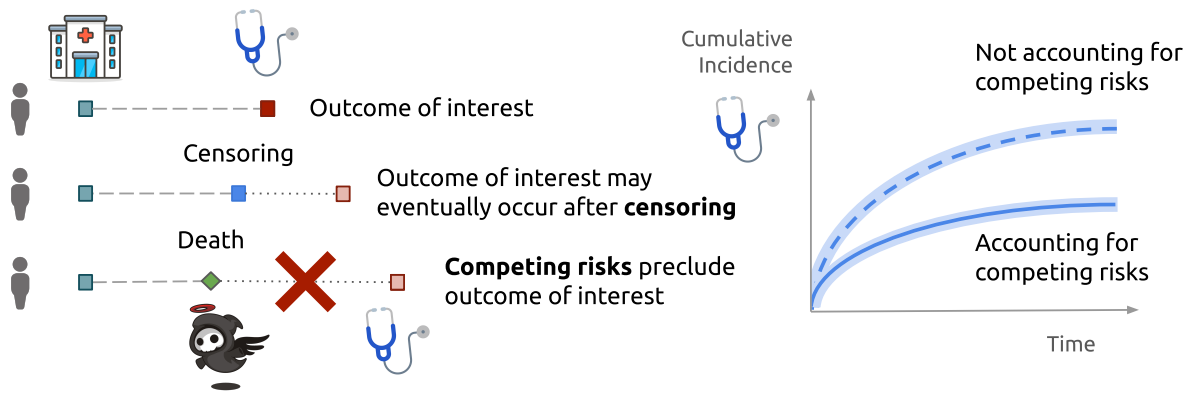 Outcome of interest
Censoring
Outcome of interest may
eventually occur after censoring
Death
Competing risks preclude
outcome of interest
Cumulative
Incidence
Not accounting for
competing risks
Accounting for
competing risks
Time